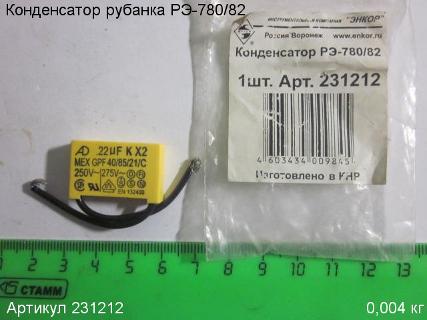 Конденсатор рубанка РЭ-780/82
ИНСТРУМЕНТАЛЬНАЯ КОМПАНИЯ "ЭНКОР"
Россия Воронеж www.enkor.ru
Конденсатор РЭ-780/82
1шт. Арт. 231212
4 603434 009845
Изготовлено в КНР
.22µF K X2
MEX GPF 40/85/21/C
250V~ 275V~
EN 132400
1 2 3 4 5 6 7 8 9 10 11 12 13
СТАММ
Артикул 231212
0,004 кг